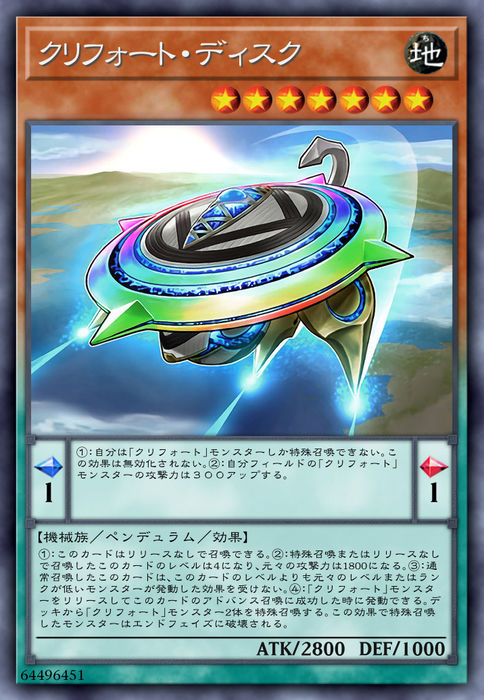 クリフォート・ディスク
ち
地
①:自分は「クリフォート」モンスターしか特殊召喚できない。こ
の効果は無効化されない。②:自分フィールドの「クリフォート」
モンスターの攻撃力は３００アップする。
1
1
【機械族／ペンデュラム／効果】
①:このカードはリリースなしで召喚できる。②:特殊召喚またはリリースなし
で召喚したこのカードのレベルは4になり、元々の攻撃力は1800になる。③:通
常召喚したこのカードは、このカードのレベルよりも元々のレベルまたはラン
クが低いモンスターが発動した効果を受けない。④:「クリフォート」モンスタ
ーをリリースしてこのカードのアドバンス召喚に成功した時に発動できる。デ
ッキから「クリフォート」モンスター2体を特殊召喚する。この効果で特殊召喚
したモンスターはエンドフェイズに破壊される。
ATK/2800 DEF/1000
64496451